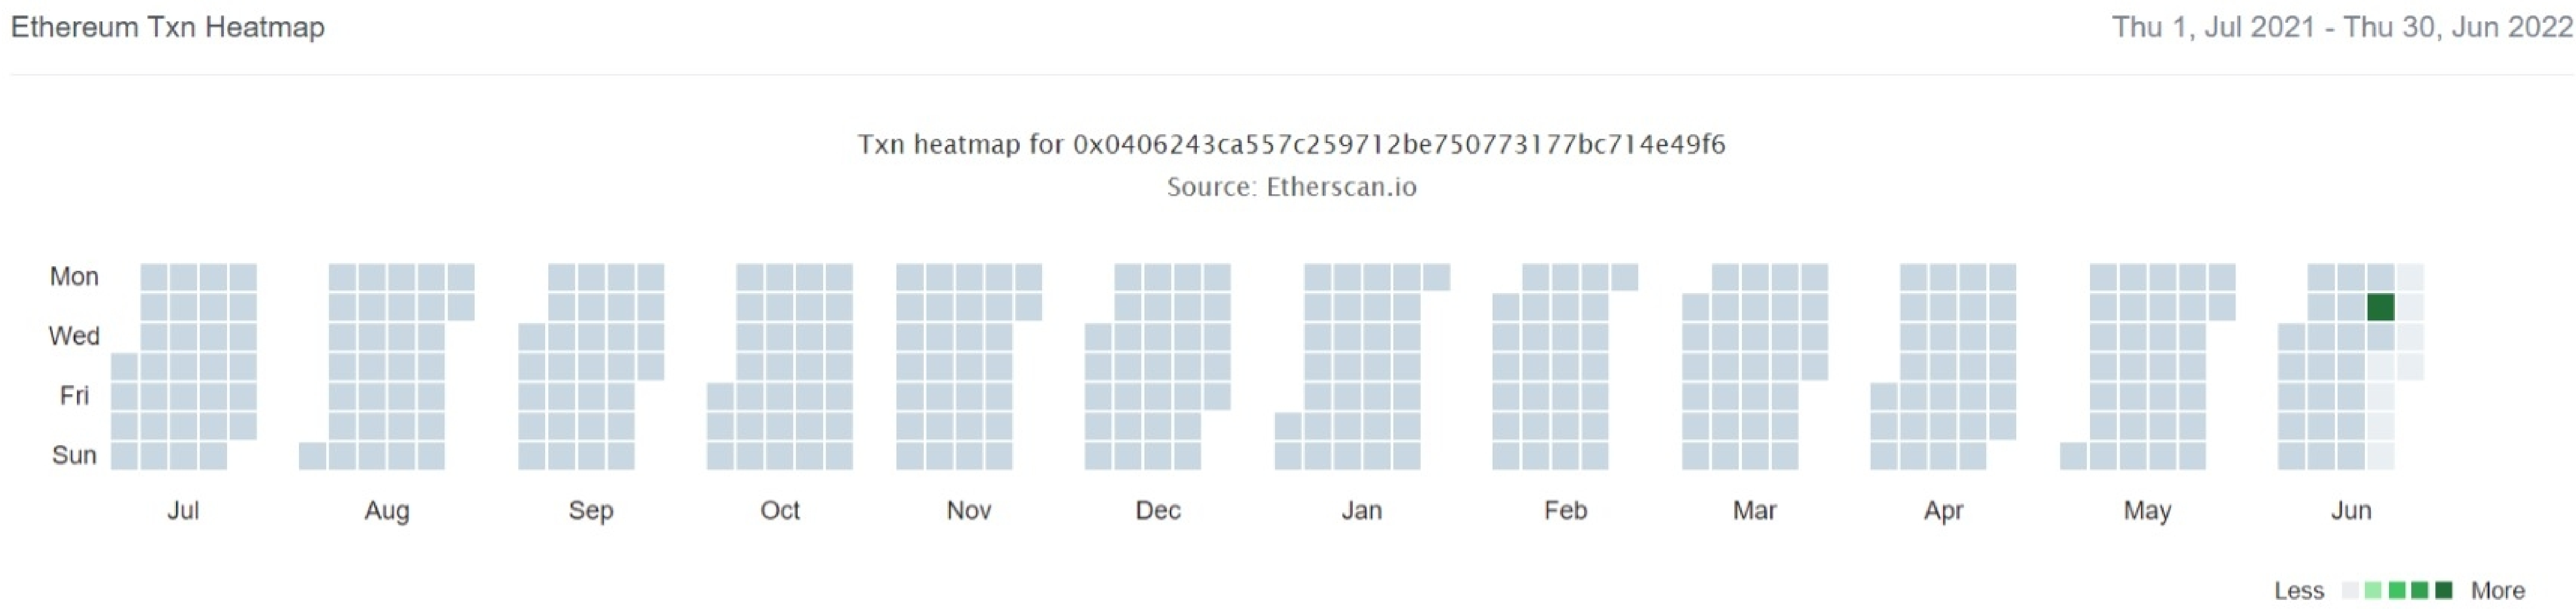 Ethereum Txn Heatmap
Thu 1, Jul 2021 - Thu 30, Jun 2022
Txn heatmap for 0x0406243ca557c259712be750773177bc714e49f6
Source: Etherscan.io
Mon
Wed
Fri
Sun
Jul Aug Sep Oct Nov Dec Jan Feb Mar Apr May Jun
Less More